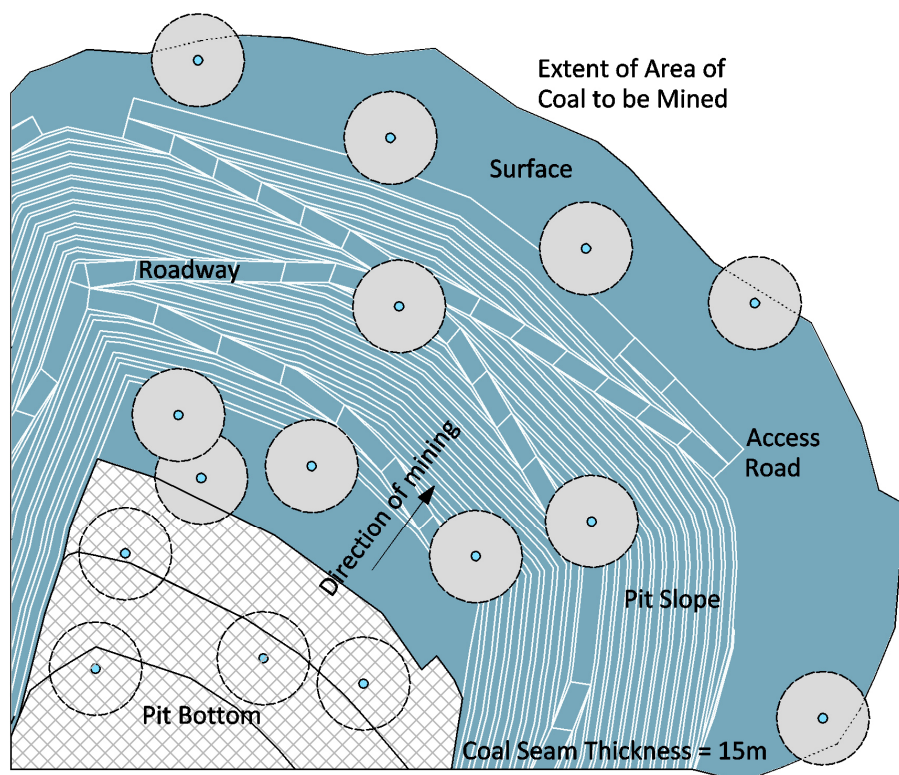 Extent of Area of
Coal to be Mined
Surface
Roadway
Access
Road
Direction of mining
Pit Slope
Pit Bottom
Coal Seam Thickness = 15m